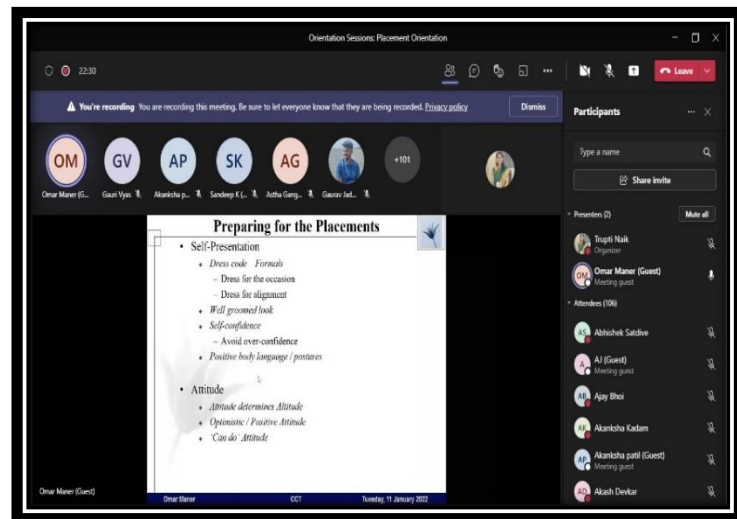 Orientation Sessions: Placement Orientation
22:30
Leave
You're recording You are recording this meeting. Be sure to let everyone know that they are being recorded. Privacy policy
Dismiss
OM
GV
AP
SK
AG
+101
Omar Maner (G...
Gauri Vyas
Akanksha p...
Sandeep K (...
Astha Gang...
Gaurav Jad...
Preparing for the Placements
• Self-Presentation
Dress code Formals
– Dress for the occasion
– Dress for alignment
Well groomed look
Self-confidence
– Avoid over-confidence
Positive body language / postures
• Attitude
Attitude determines Altitude
Optimistic / Positive Attitude
'Can do' Attitude
Omar Maner
CCT
Tuesday, 11 January 2022
Omar Maner (Guest)
Participants
Type a name
Share invite
Presenters (2)
Mute all
Trupti Naik
Organizer
OM
Omar Maner (Guest)
Meeting guest
Attendees (106)
AS
Abhishek Satdive
A
AJ (Guest)
Meeting guest
AB
Ajay Bhoi
AK
Akanksha Kadam
AP
Akanksha patil (Guest)
Meeting guest
AD
Akash Devkar